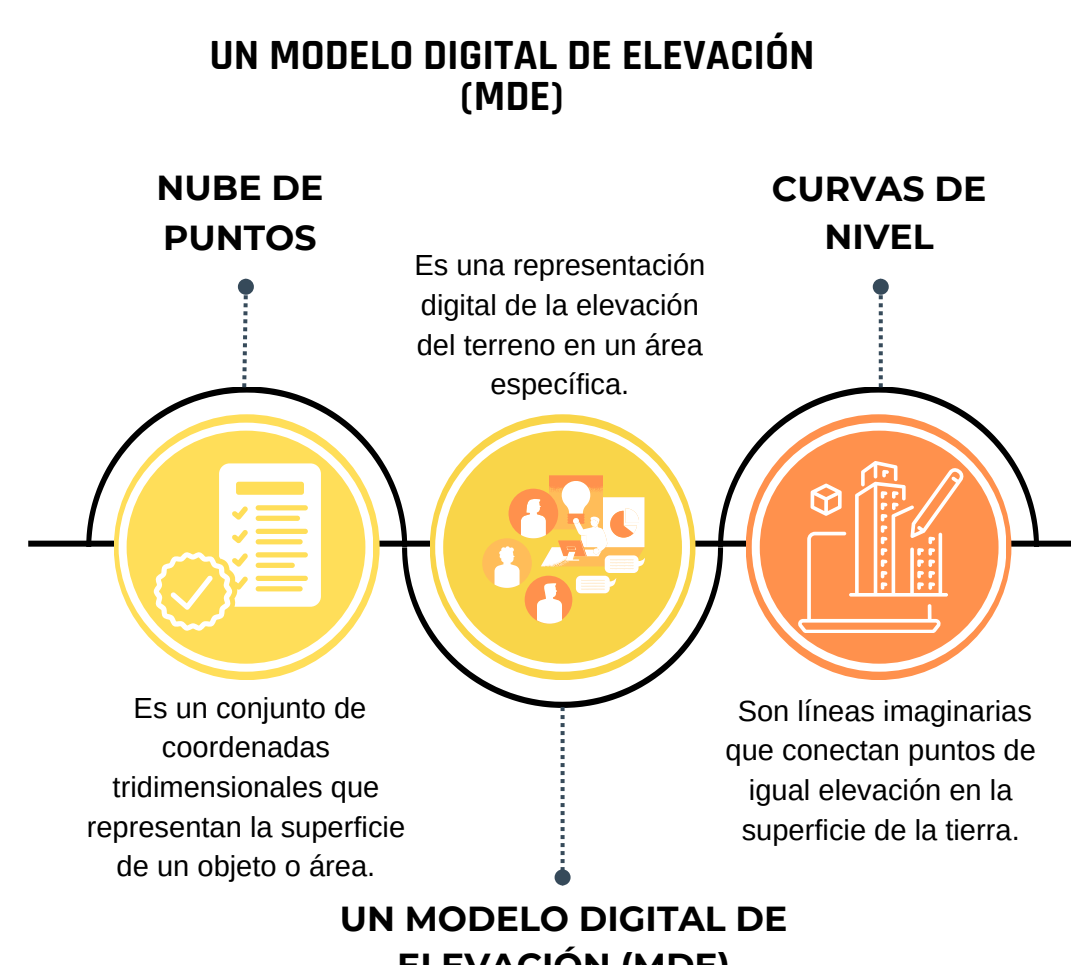 UN MODELO DIGITAL DE ELEVACIÓN
(MDE)
NUBE DE
PUNTOS
Es un conjunto de
coordenadas
tridimensionales que
representan la superficie
de un objeto o área.
Es una representación
digital de la elevación
del terreno en un área
específica.
UN MODELO DIGITAL DE
ELEVACIÓN (MDE)
CURVAS DE
NIVEL
Son líneas imaginarias
que conectan puntos de
igual elevación en la
superficie de la tierra.